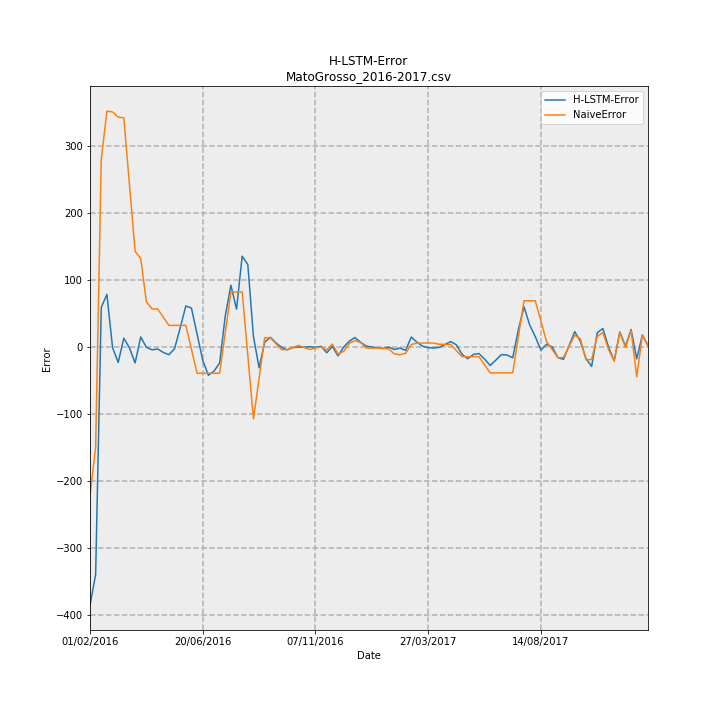 H-LSTM-Error
MatoGrosso_2016-2017.csv
H-LSTM-Error
NaiveError
300
200
100
0
−100
−200
−300
−400
Error
01/02/2016 20/06/2016 07/11/2016 27/03/2017 14/08/2017
Date